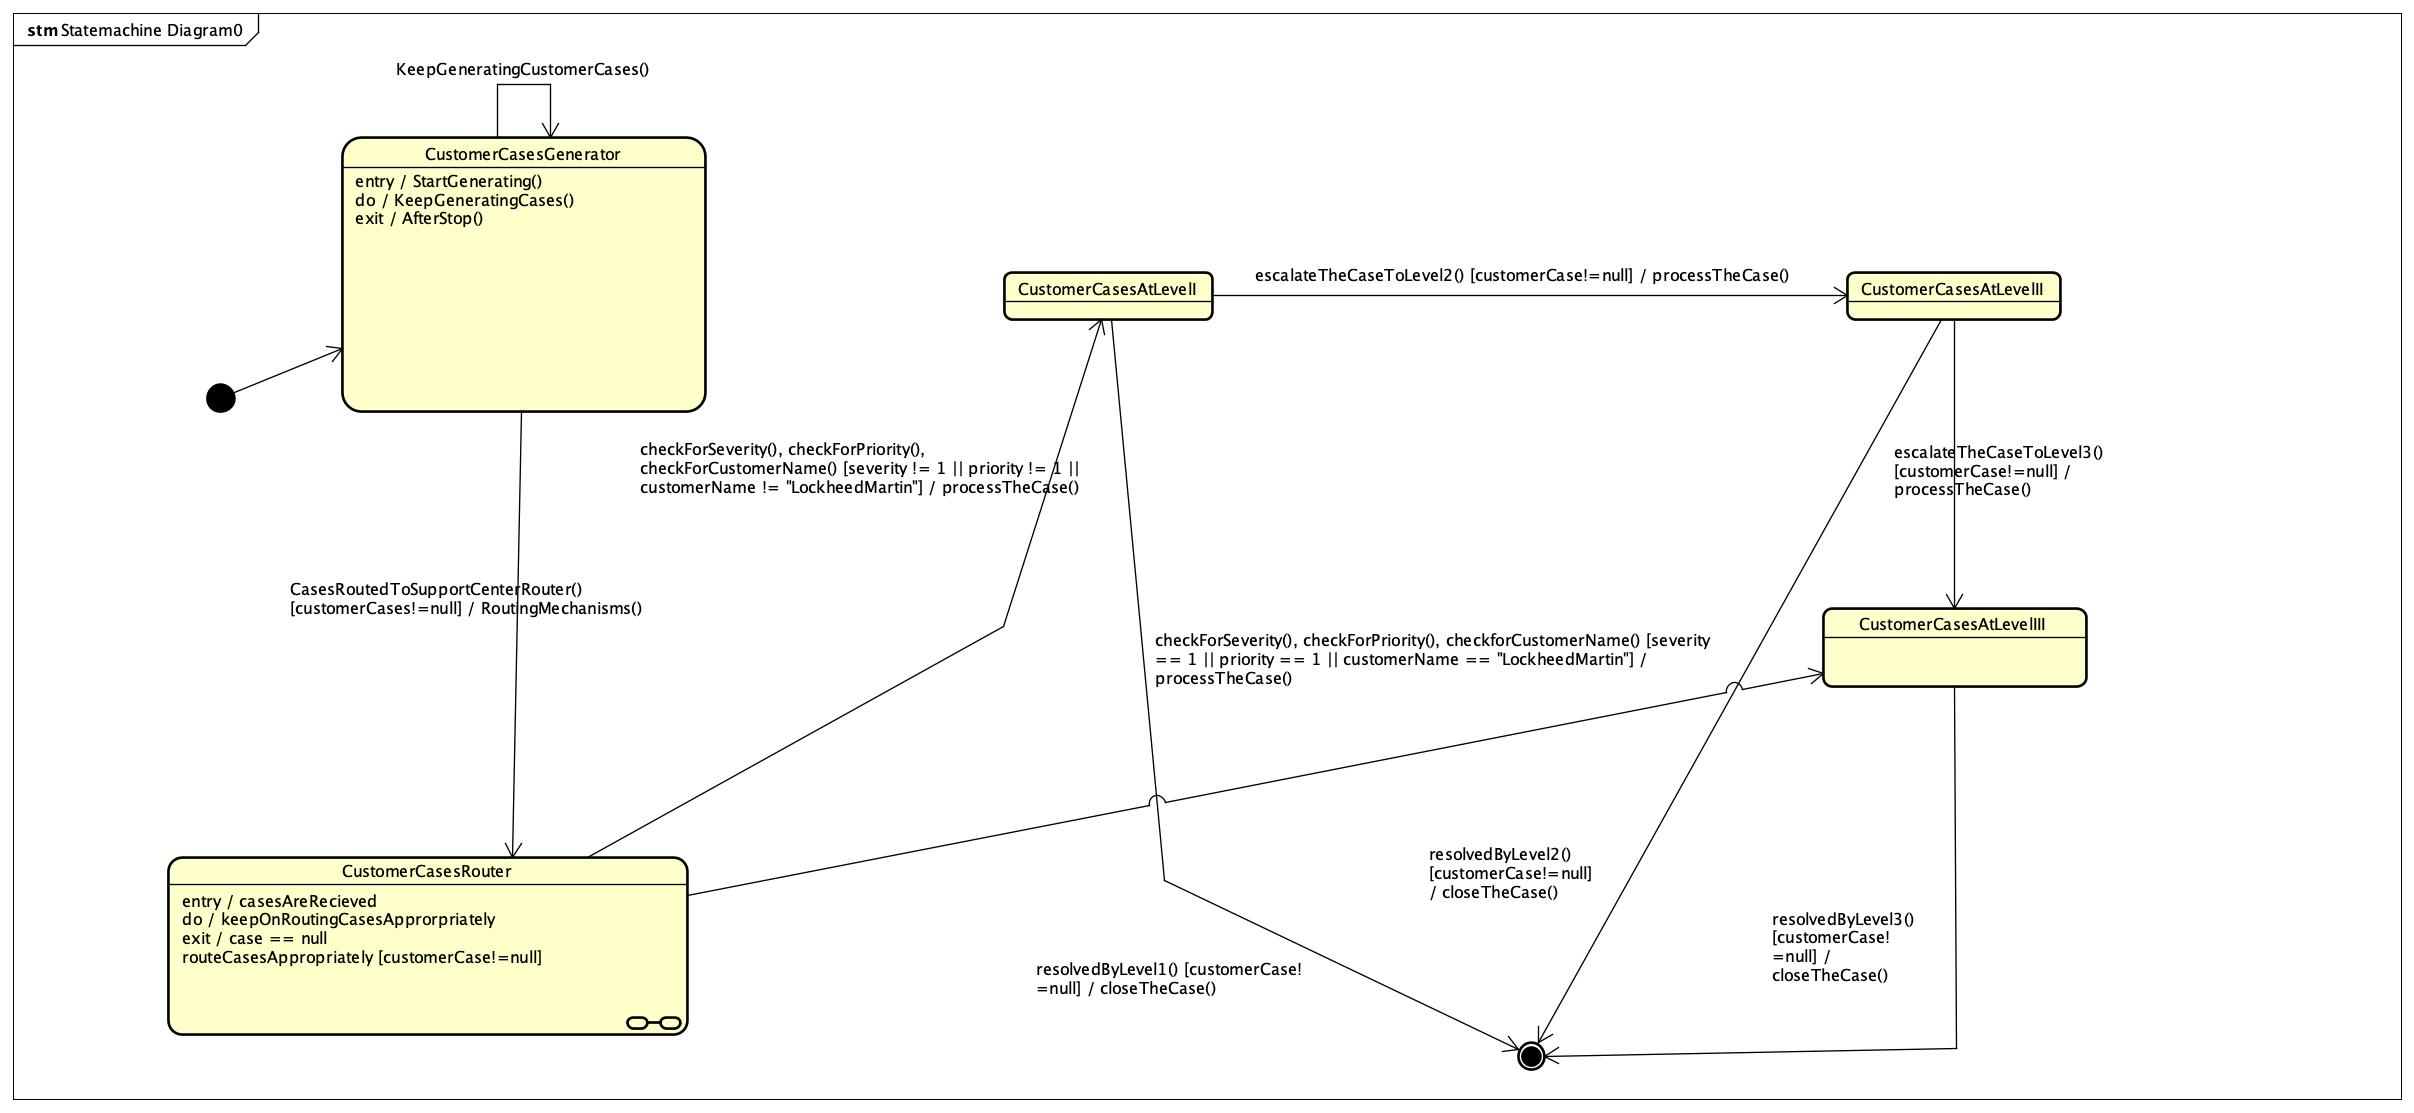 stm Statemachine Diagram0
KeepGeneratingCustomerCases()
CustomerCasesGenerator
entry / StartGenerating()
do / KeepGeneratingCases()
exit / AfterStop()
CustomerCasesAtLevelI
escalateTheCaseToLevel2() [customerCase!=null] / processTheCase()
CustomerCasesAtLevelII
checkForSeverity(), checkForPriority(),
checkForCustomerName() [severity != 1 || priority != 1 ||
customerName != "LockheedMartin"] / processTheCase()
escalateTheCaseToLevel3()
[customerCase!=null] /
processTheCase()
CasesRoutedToSupportCenterRouter()
[customerCases!=null] / RoutingMechanisms()
checkForSeverity(), checkForPriority(), checkforCustomerName() [severity
== 1 || priority == 1 || customerName == "LockheedMartin"] /
processTheCase()
CustomerCasesAtLevelIII
CustomerCasesRouter
entry / casesAreRecieved
do / keepOnRoutingCasesApprorpriately
exit / case == null
routeCasesAppropriately [customerCase!=null]
resolvedByLevel2()
[customerCase!=null]
/ closeTheCase()
resolvedByLevel1() [customerCase!
=null] / closeTheCase()
resolvedByLevel3()
[customerCase!
=null] /
closeTheCase()